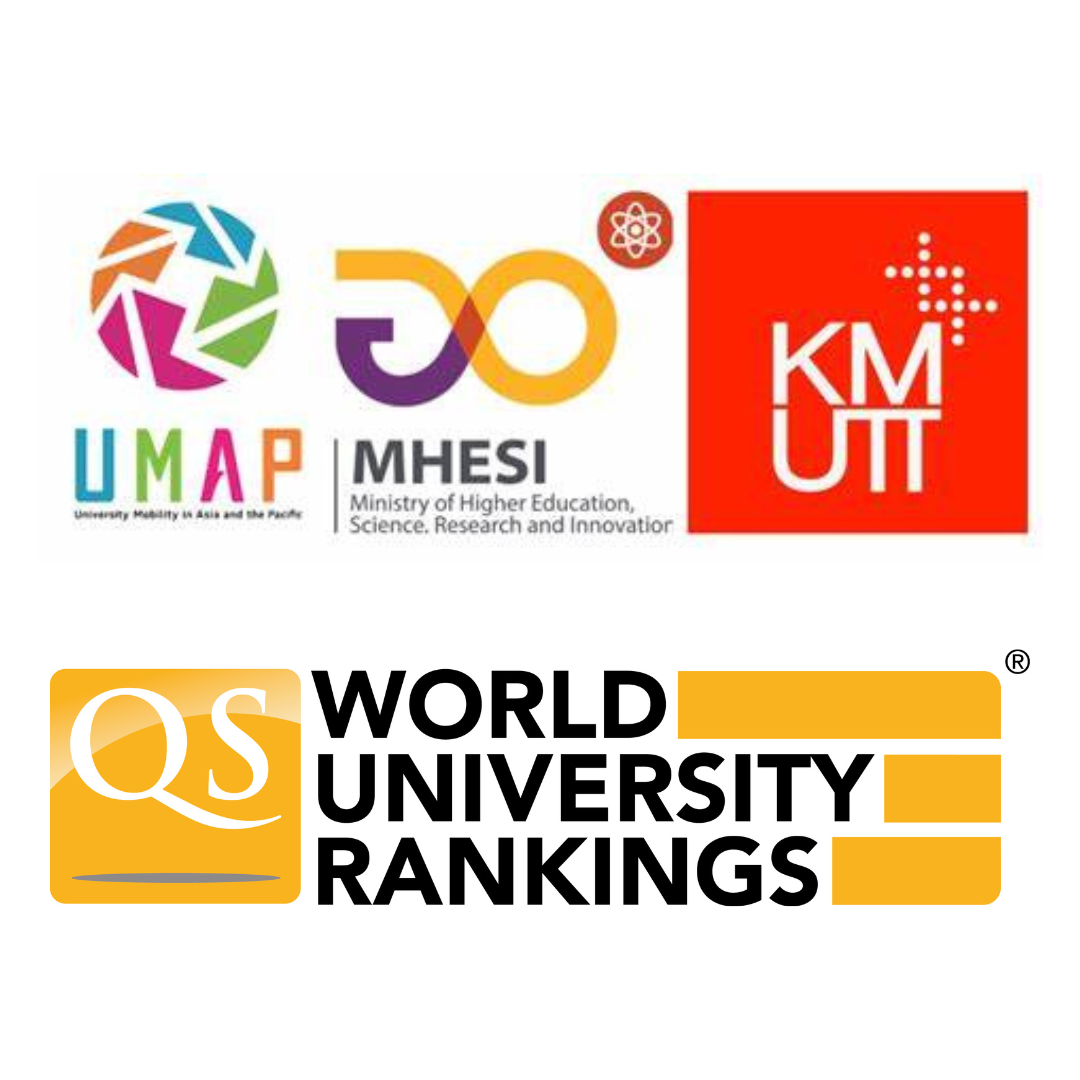 UMAP
University Mobility in Asia and the Pacific
MHESI
Ministry of Higher Education,
Science. Research and Innovation
KM
UTT
QS
WORLD
UNIVERSITY
RANKINGS
®